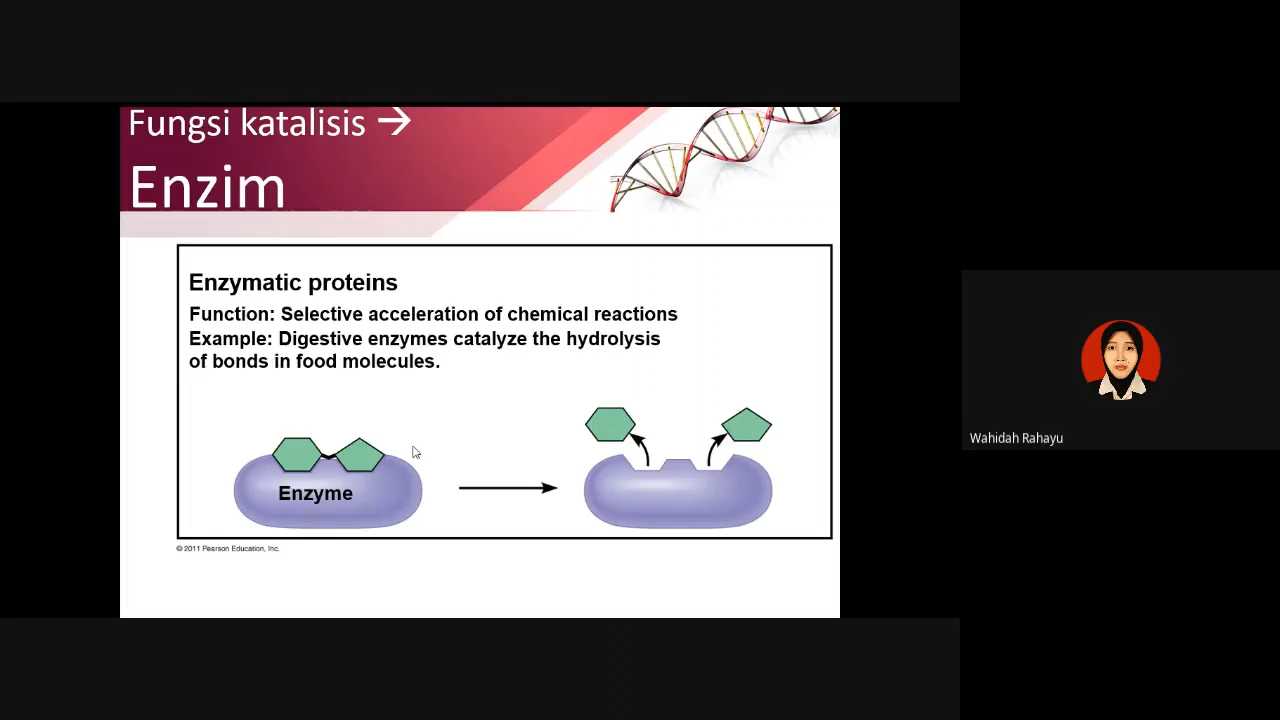 Fungsi katalisis →
Enzim
Enzymatic proteins
Function: Selective acceleration of chemical reactions
Example: Digestive enzymes catalyze the hydrolysis
of bonds in food molecules.
Enzyme
© 2011 Pearson Education, Inc.
Wahidah Rahayu